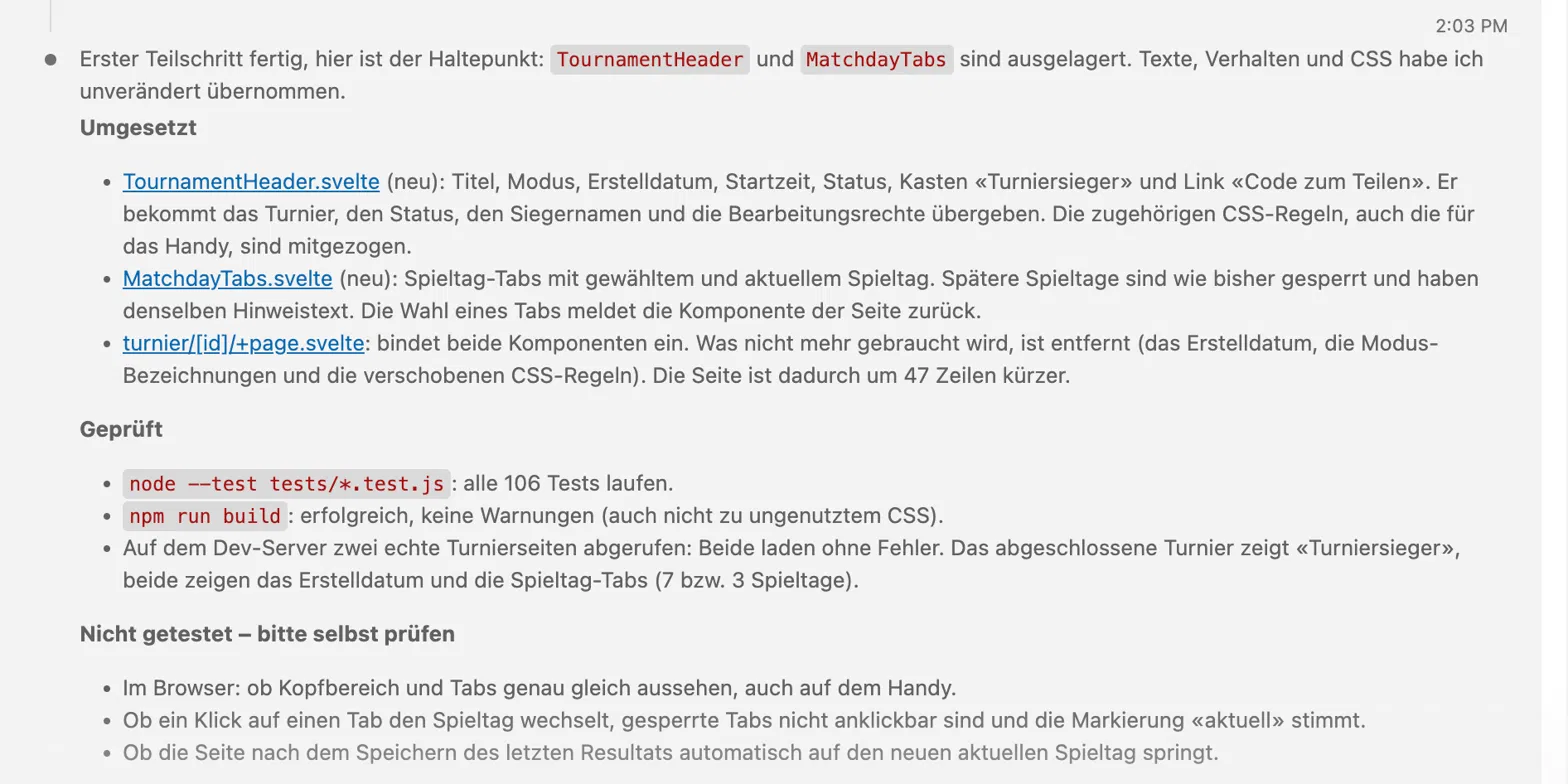 2:03 PM
Erster Teilschritt fertig, hier ist der Haltepunkt: TournamentHeader und MatchdayTabs sind ausgelagert. Texte, Verhalten und CSS habe ich
unverändert übernommen.
Umgesetzt
• TournamentHeader.svelte (neu): Titel, Modus, Erstelldatum, Startzeit, Status, Kasten «Turniersieger» und Link «Code zum Teilen». Er
bekommt das Turnier, den Status, den Siegernamen und die Bearbeitungsrechte übergeben. Die zugehörigen CSS-Regeln, auch die für
das Handy, sind mitgezogen.
• MatchdayTabs.svelte (neu): Spieltag-Tabs mit gewähltem und aktuellem Spieltag. Spätere Spieltage sind wie bisher gesperrt und haben
denselben Hinweistext. Die Wahl eines Tabs meldet die Komponente der Seite zurück.
• turnier/[id]/+page.svelte: bindet beide Komponenten ein. Was nicht mehr gebraucht wird, ist entfernt (das Erstelldatum, die Modus-
Bezeichnungen und die verschobenen CSS-Regeln). Die Seite ist dadurch um 47 Zeilen kürzer.
Geprüft
• node --test tests/*.test.js: alle 106 Tests laufen.
• npm run build: erfolgreich, keine Warnungen (auch nicht zu ungenutztem CSS).
• Auf dem Dev-Server zwei echte Turnierseiten abgerufen: Beide laden ohne Fehler. Das abgeschlossene Turnier zeigt «Turniersieger»,
beide zeigen das Erstelldatum und die Spieltag-Tabs (7 bzw. 3 Spieltage).
Nicht getestet – bitte selbst prüfen
• Im Browser: ob Kopfbereich und Tabs genau gleich aussehen, auch auf dem Handy.
• Ob ein Klick auf einen Tab den Spieltag wechselt, gesperrte Tabs nicht anklickbar sind und die Markierung «aktuell» stimmt.
• Ob die Seite nach dem Speichern des letzten Resultats automatisch auf den neuen aktuellen Spieltag springt.